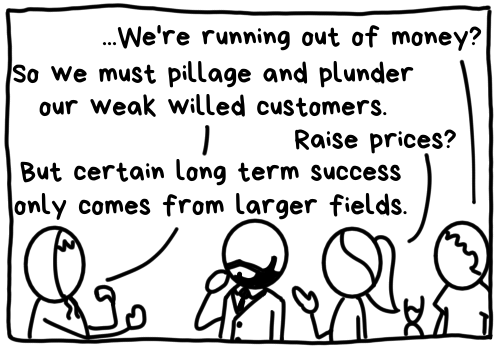 ...We're running out of money?
So we must pillage and plunder
our weak willed customers.
Raise prices?
But certain long term success
only comes from larger fields.